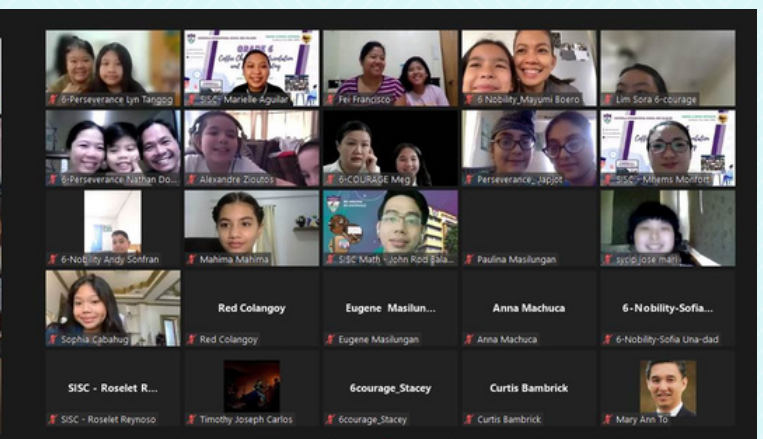 GRADE 6
6-Perseverance Lyn Tangog
SISC- Marielle Aguilar
Fei Francisco
6 Nobility_Mayumi Boero
Lim Sora 6-courage
6-Perseverance Nathan Do...
Alexandre Zioutos
6-COURAGE Meg
Perseverance_Japjot
SISC - Mhems Monfort
6-Nobility Andy Sonfran
Mahima Mahima
SISC Math - John Rod Bala...
Paulina Masilungan
sycip,jose mari
Sophia Cabahug
Red Colangoy
Red Colangoy
Eugene Masilun...
Eugene Masilungan
Anna Machuca
Anna Machuca
6-Nobility-Sofia...
6-Nobility-Sofia Una-dad
SISC - Roselet R...
SISC - Roselet Reynoso
Timothy Joseph Carlos
6courage_Stacey
6courage_Stacey
Curtis Bambrick
Curtis Bambrick
Mary Ann To